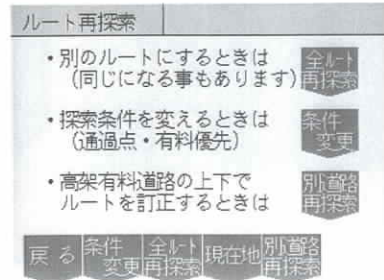 ルート再探索
・別のルートにするときは
(同じになる事もあります)
全ルート
再探索
・探索条件を変えるときは
(通過点・有料優先)
条件
変更
・高架有料道路の上下で
ルートを訂正するときは
別道路
再探索
戻る
条件
変更
全ルート
再探索
現在地
別道路
再探索